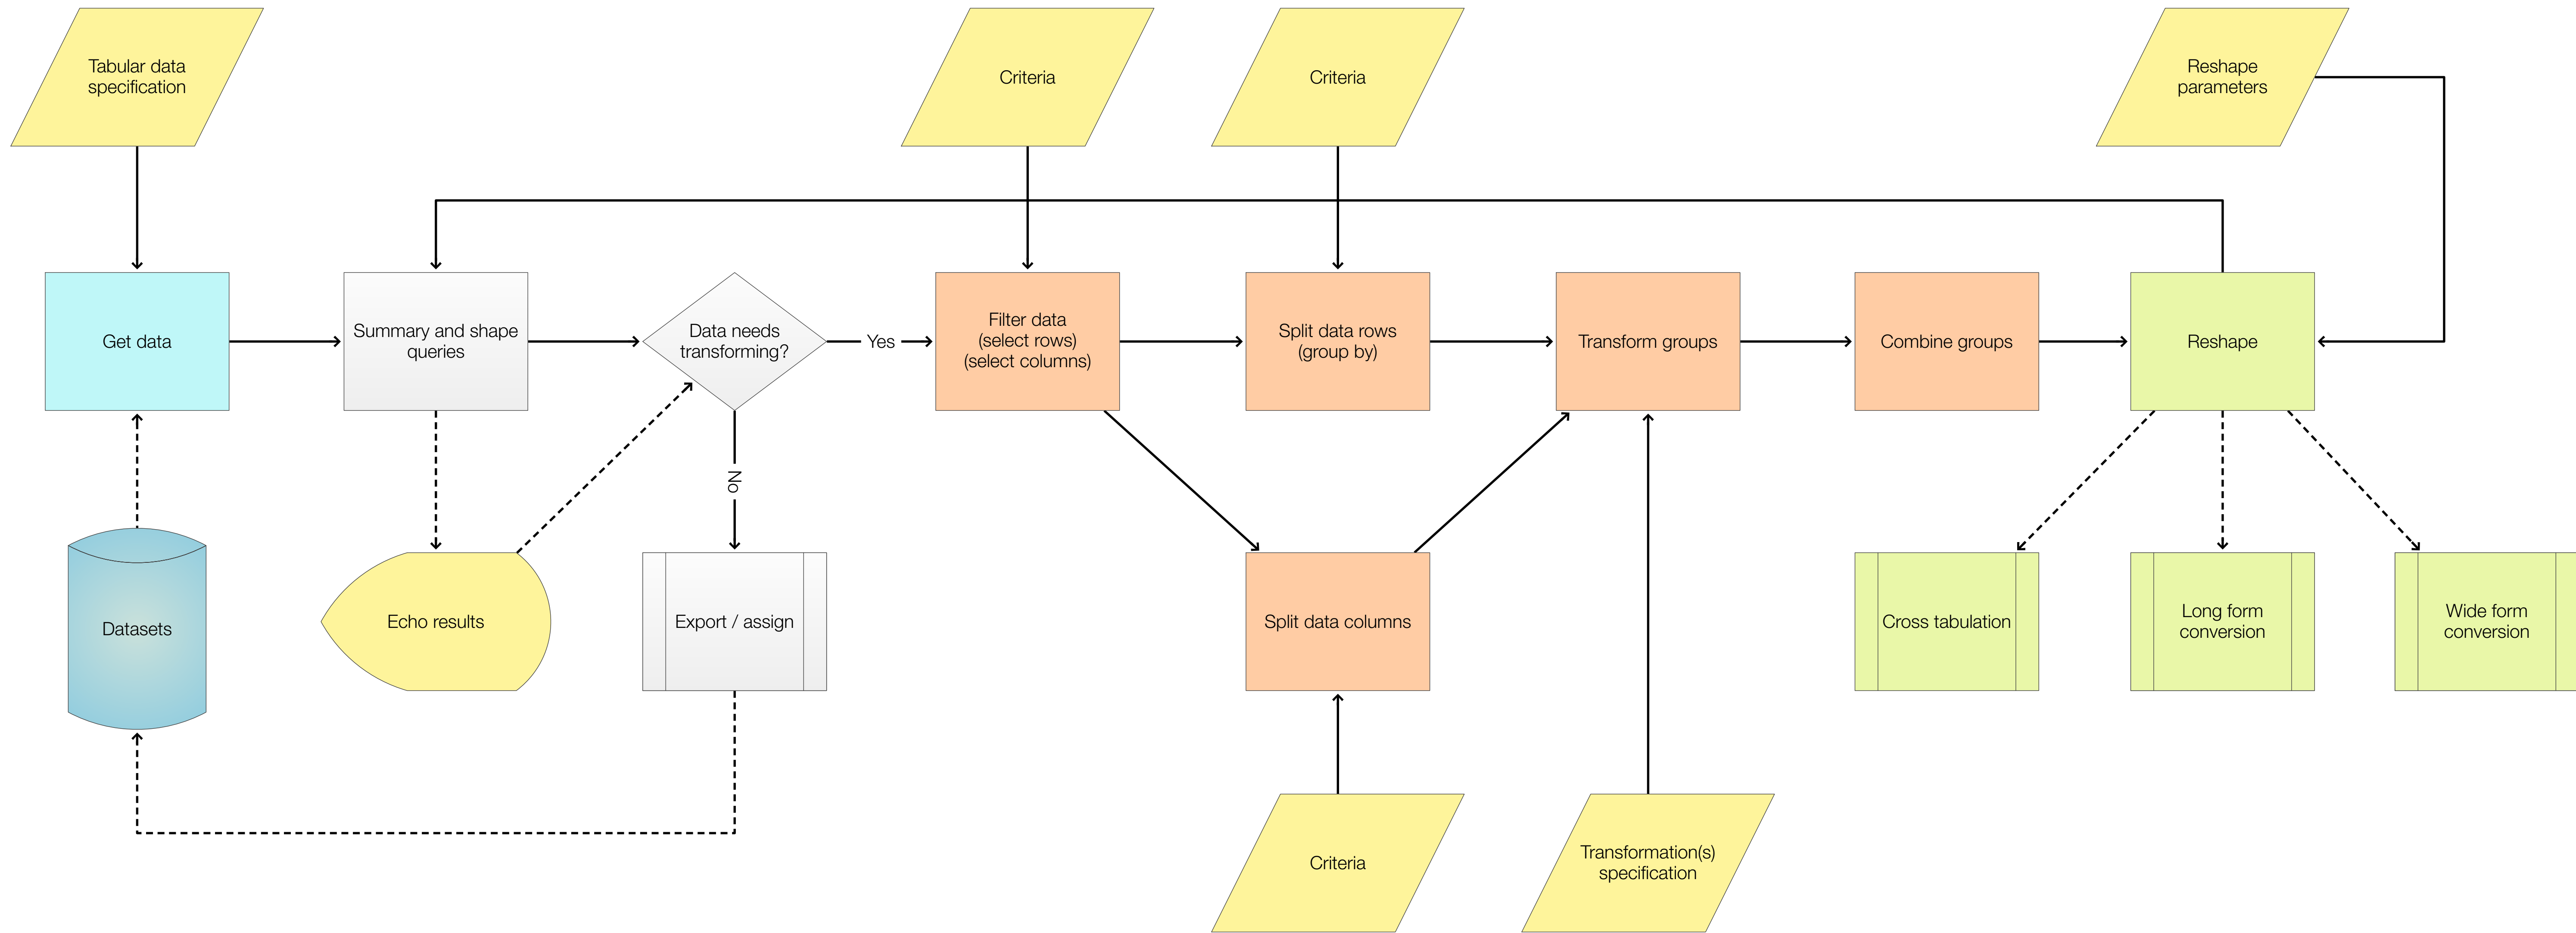 Tabular data
specification
Criteria
Criteria
Reshape
parameters
Get data
Summary and shape
queries
Data needs
transforming?
Yes
Filter data
(select rows)
(select columns)
Split data rows
(group by)
Transform groups
Combine groups
Reshape
No
Datasets
Echo results
Export / assign
Split data columns
Cross tabulation
Long form
conversion
Wide form
conversion
Criteria
Transformation(s)
specification